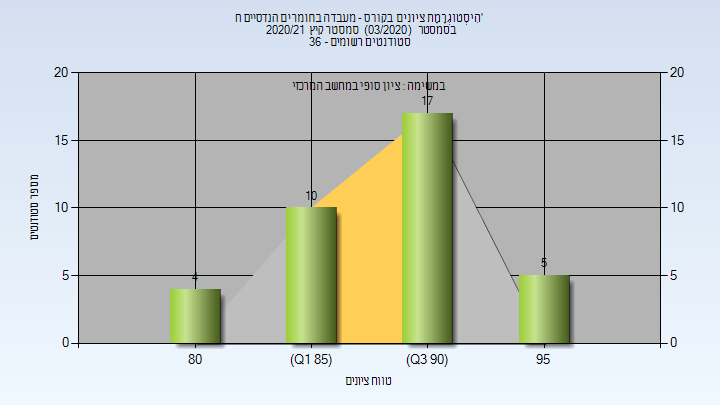 הִיסְטוֹגְרָמַת ציונים בקורס - מעבדה בחומרים הנדסיים ח'
בסמסטר (03/2020) סמסטר קיץ 2020/21
סטודנטים רשומים - 36
במשימה : ציון סופי במחשב המרכזי
20
15
10
5
0
20
15
10
5
0
4
10
17
5
80
(Q1 85)
(Q3 90)
95
מספר סטודנטים
טווח ציונים